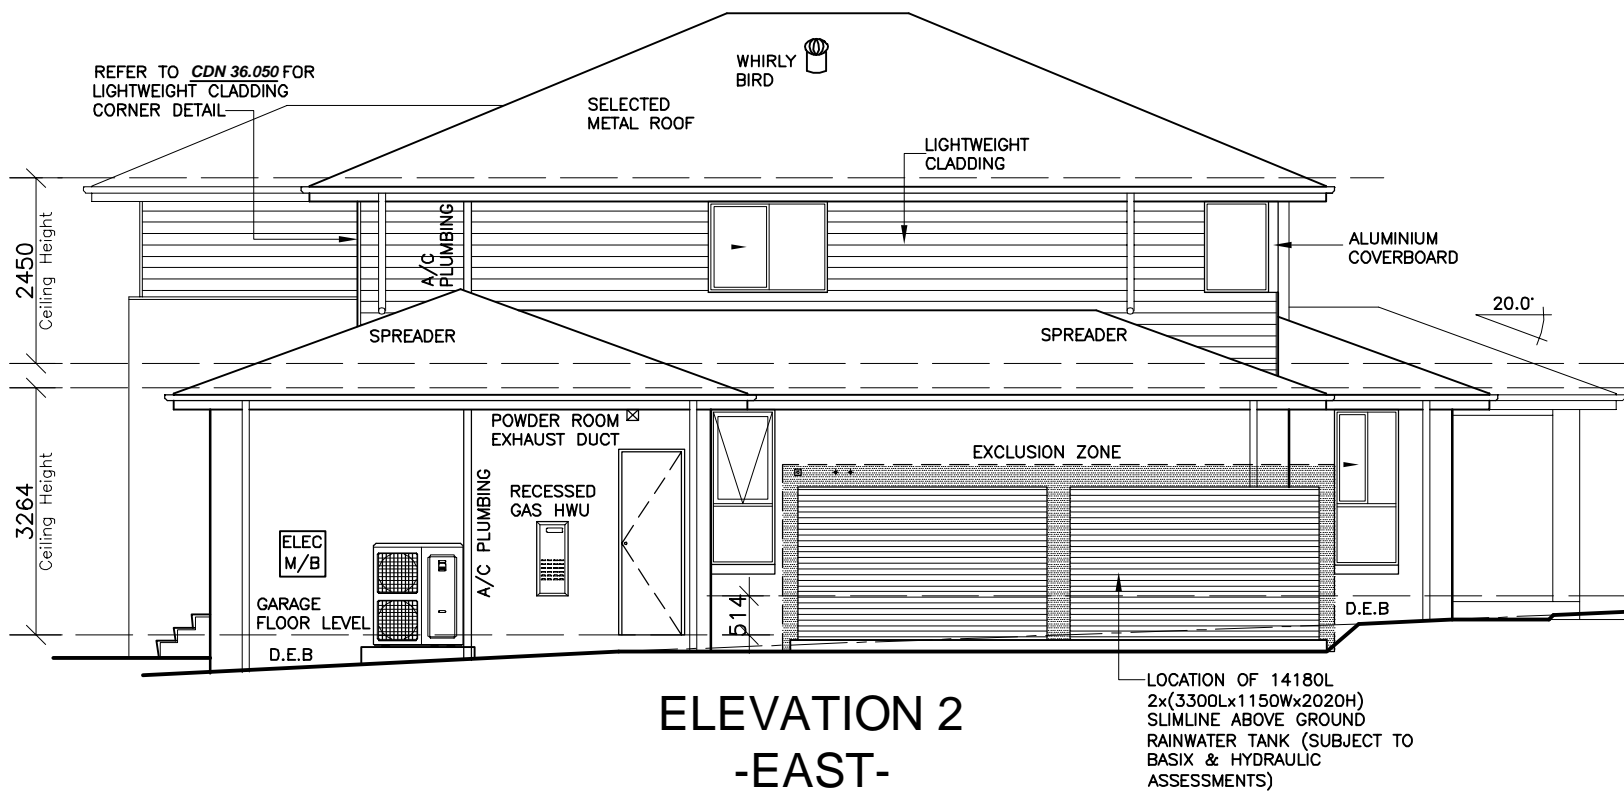 WHIRLY
BIRD
REFER TO CDN 36.050 FOR
LIGHTWEIGHT CLADDING
CORNER DETAIL
SELECTED
METAL ROOF
LIGHTWEIGHT
CLADDING
2450
Ceiling Height
A/C
PLUMBING
ALUMINIUM
COVERBOARD
20.0°
SPREADER
SPREADER
3264
Ceiling Height
POWDER ROOM
EXHAUST DUCT
EXCLUSION ZONE
RECESSED
GAS HWU
A/C PLUMBING
ELEC
M/B
GARAGE
FLOOR LEVEL
514
D.E.B
D.E.B
LOCATION OF 14180L
2x(3300Lx1150Wx2020H)
SLIMLINE ABOVE GROUND
RAINWATER TANK (SUBJECT TO
BASIX & HYDRAULIC
ASSESSMENTS)
ELEVATION 2
-EAST-